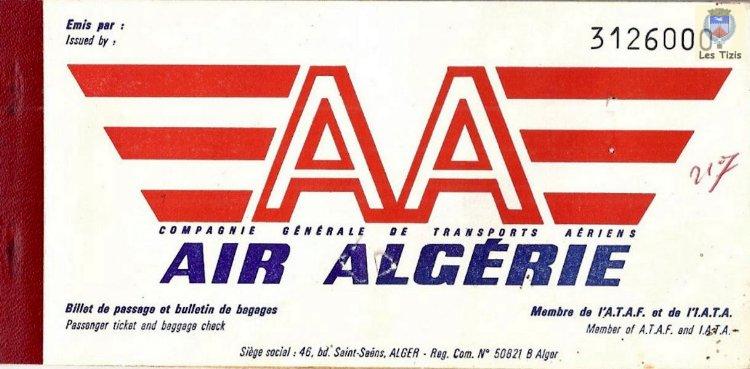 Emis par :
Issued by :
3126000
Les Tizis
AA
217
COMPAGNIE GÉNÉRALE DE TRANSPORTS AÉRIENS
AIR ALGÉRIE
Billet de passage et bulletin de bagages
Passenger ticket and baggage check
Membre de l'A.T.A.F. et de l'I.A.T.A.
Member of A.T.A.F. and I.A.T.A.
Siège social : 46, bd. Saint-Saëns, ALGER - Reg. Com. N° 50821 B Alger